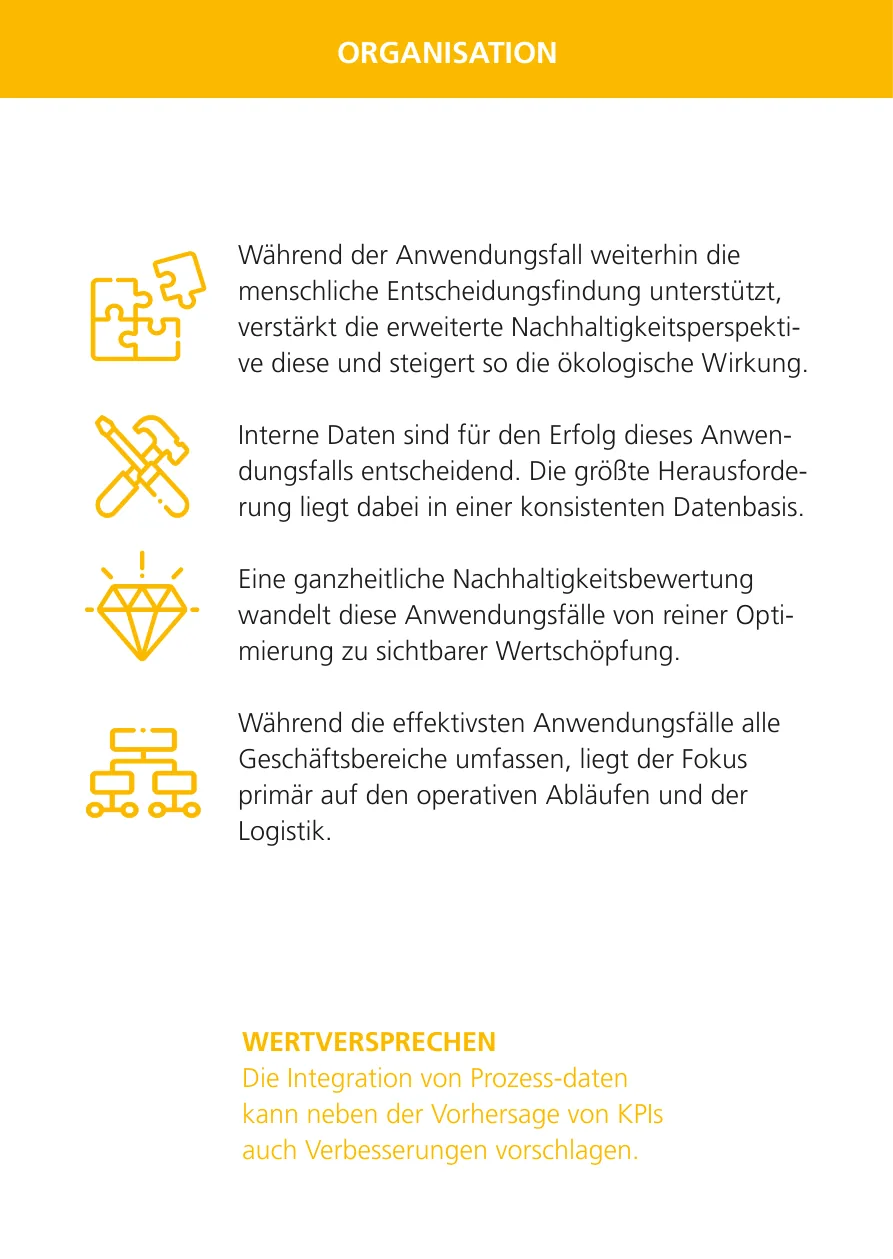 ORGANISATION
Während der Anwendungsfall weiterhin die
menschliche Entscheidungsfindung unterstützt,
verstärkt die erweiterte Nachhaltigkeitsperspekti-
ve diese und steigert so die ökologische Wirkung.
Interne Daten sind für den Erfolg dieses Anwen-
dungsfalls entscheidend. Die größte Herausforde-
rung liegt dabei in einer konsistenten Datenbasis.
Eine ganzheitliche Nachhaltigkeitsbewertung
wandelt diese Anwendungsfälle von reiner Opti-
mierung zu sichtbarer Wertschöpfung.
Während die effektivsten Anwendungsfälle alle
Geschäftsbereiche umfassen, liegt der Fokus
primär auf den operativen Abläufen und der
Logistik.
WERTVERSPRECHEN
Die Integration von Prozess-daten
kann neben der Vorhersage von KPIs
auch Verbesserungen vorschlagen.